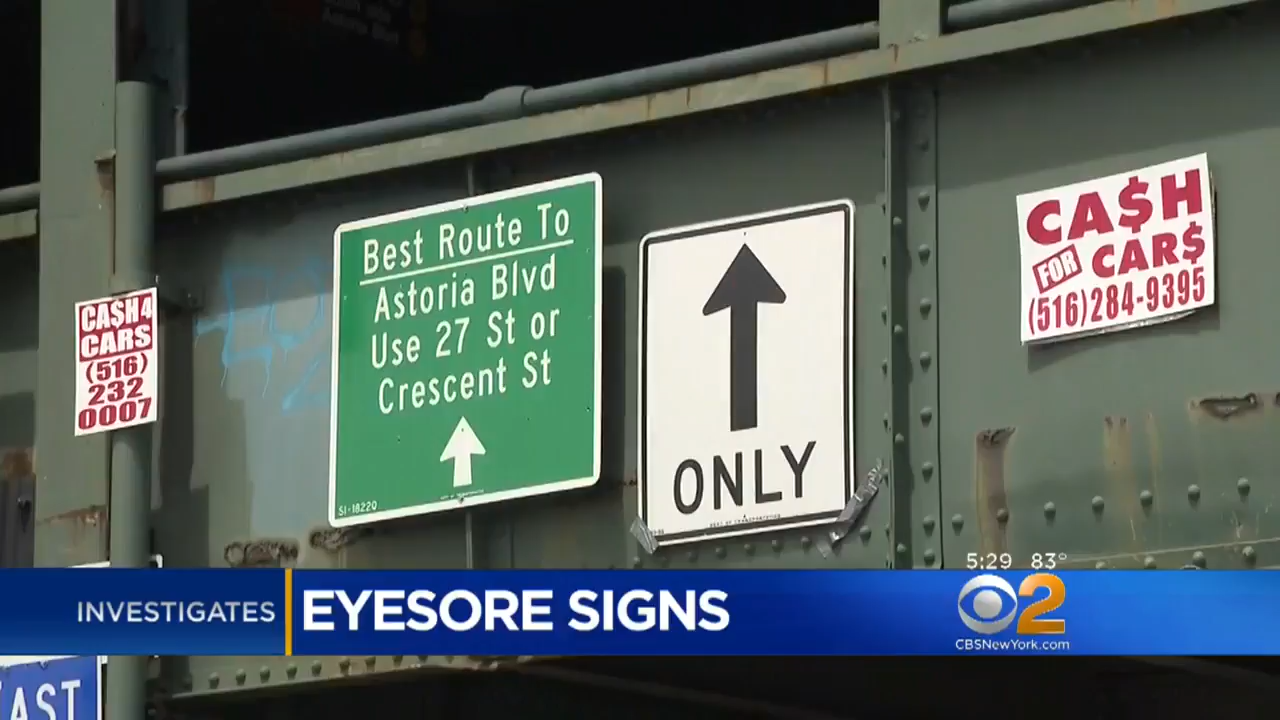 Best Route To
Astoria Blvd
Use 27 St or
Crescent St
SI-18220
ONLY
CA$H
FOR CAR$
(516)284-9395
CA$H4
CARS
(516)
232
0007
5:29 83°
INVESTIGATES
EYESORE SIGNS
2
CBSNewYork.com
AST